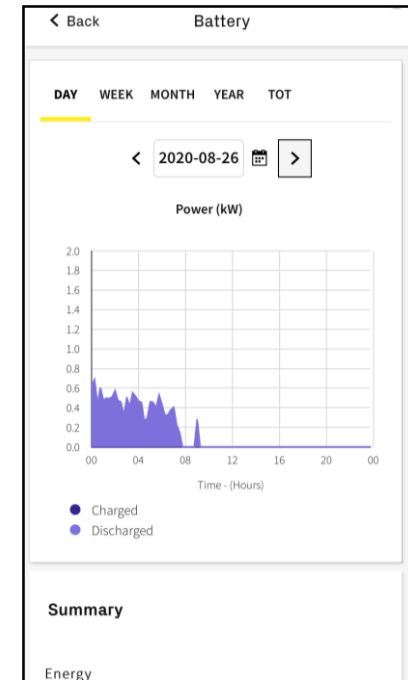 Back Battery
DAY WEEK MONTH YEAR TOT
2020-08-26
Power (kW)
2.0
1.8
1.6
1.4
1.2
1.0
0.8
0.6
0.4
0.2
0.0
00 04 08 12 16 20 00
Time - (Hours)
Charged
Discharged
Summary
Energy